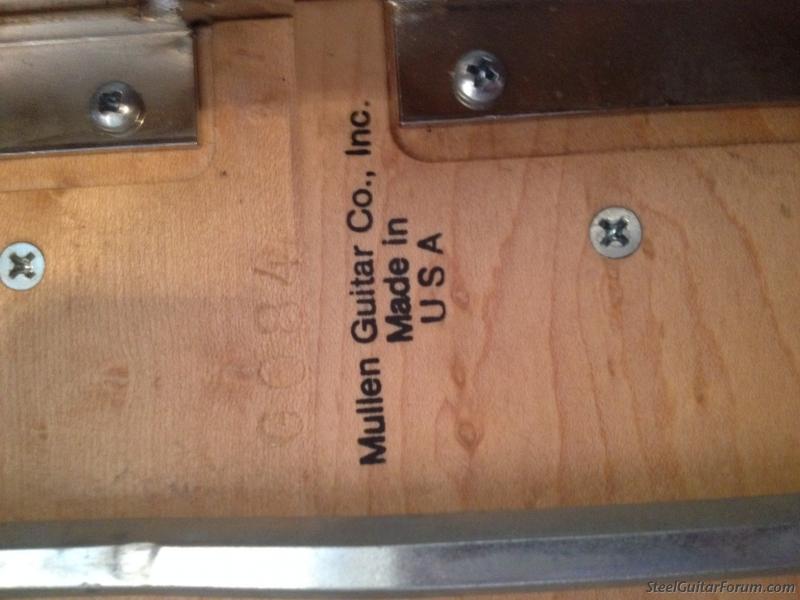 Mullen Guitar Co., Inc.
Made in
U S A
SteelGuitarForum.com